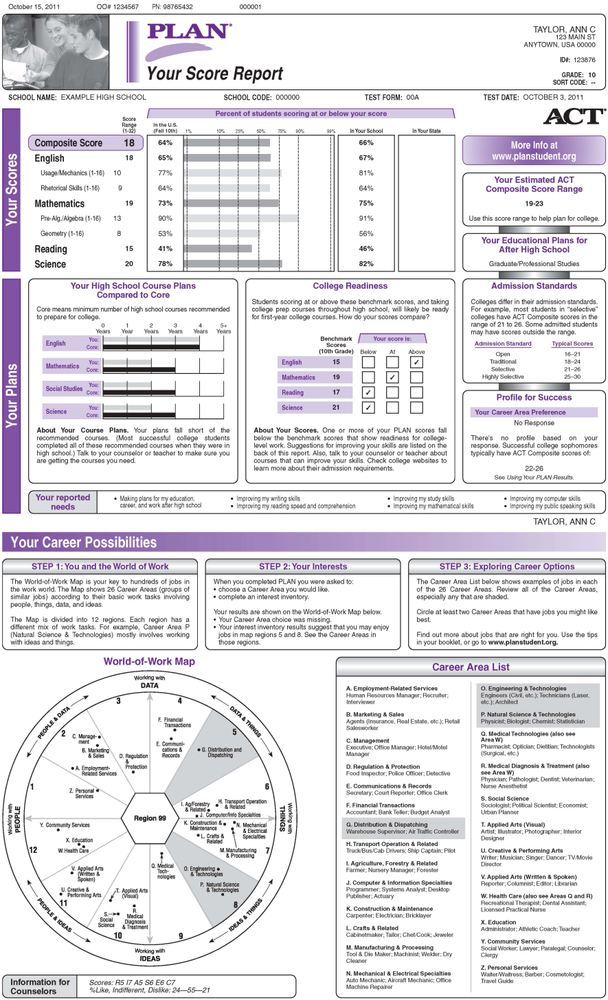 October 15, 2011 OO# 1234567 PN: 98765432 000001
PLAN®
Your Score Report
TAYLOR, ANN C
123 MAIN ST
ANYTOWN, USA 00000
ID#: 123876
GRADE: 10
SORT CODE: --
SCHOOL NAME: EXAMPLE HIGH SCHOOL SCHOOL CODE: 000000 TEST FORM: 00A TEST DATE: OCTOBER 3, 2011
Your Scores
Percent of students scoring at or below your score
Score Range (1-32) In the U.S. (Fall 10th) 1% 10% 25% 50% 75% 90% 99% In Your School In Your State
Composite Score 18 64% 66%
English 18 65% 67%
Usage/Mechanics (1-16) 10 77% 81%
Rhetorical Skills (1-16) 9 64% 64%
Mathematics 19 73% 75%
Pre-Alg./Algebra (1-16) 13 90% 91%
Geometry (1-16) 8 53% 56%
Reading 15 41% 46%
Science 20 78% 82%
ACT®
More Info at
www.planstudent.org
Your Estimated ACT
Composite Score Range
19-23
Use this score range to help plan for college.
Your Educational Plans for
After High School
Graduate/Professional Studies
Your Plans
Your High School Course Plans
Compared to Core
Core means minimum number of high school courses recommended
to prepare for college.
0 Years 1 Year 2 Years 3 Years 4 Years 5+ Years
English You: Core:
Mathematics You: Core:
Social Studies You: Core:
Science You: Core:
About Your Course Plans. Your plans fall short of the
recommended courses. (Most successful college students
completed all of these recommended courses when they were in
high school.) Talk to your counselor or teacher to make sure you
are getting the courses you need.
College Readiness
Students scoring at or above these benchmark scores, and taking
college prep courses throughout high school, will likely be ready
for first-year college courses. How do your scores compare?
Benchmark Scores (10th Grade) Your score is:
Below At Above
English 15 ✓
Mathematics 19 ✓
Reading 17 ✓
Science 21 ✓
About Your Scores. One or more of your PLAN scores fall
below the benchmark scores that show readiness for college-
level work. Suggestions for improving your skills are listed on the
back of this report. Also, talk to your counselor or teacher about
courses that can improve your skills. Check college websites to
learn more about their admission requirements.
Admission Standards
Colleges differ in their admission standards.
For example, most students in “selective”
colleges have ACT Composite scores in the
range of 21 to 26. Some admitted students
may have scores outside the range.
Admission Standard Typical Scores
Open 16–21
Traditional 18–24
Selective 21–26
Highly Selective 25–30
Profile for Success
Your Career Area Preference
No Response
There's no profile based on your
response. Successful college sophomores
typically have ACT Composite scores of:
22-26
See Using Your PLAN Results.
Your reported
needs
• Making plans for my education,
career, and work after high school
• Improving my writing skills
• Improving my reading speed and comprehension
• Improving my study skills
• Improving my mathematical skills
• Improving my computer skills
• Improving my public speaking skills
TAYLOR, ANN C
Your Career Possibilities
STEP 1: You and the World of Work
The World-of-Work Map is your key to hundreds of jobs in
the work world. The Map shows 26 Career Areas (groups of
similar jobs) according to their basic work tasks involving
people, things, data, and ideas.
The Map is divided into 12 regions. Each region has a
different mix of work tasks. For example, Career Area P
(Natural Science & Technologies) mostly involves working
with ideas and things.
STEP 2: Your Interests
When you completed PLAN you were asked to:
• choose a Career Area you would like.
• complete an interest inventory.
Your results are shown on the World-of-Work Map below.
• Your Career Area choice was missing.
• Your interest inventory results suggest that you may enjoy
jobs in map regions 5 and 8. See the Career Areas in
those regions.
STEP 3: Exploring Career Options
The Career Area List below shows examples of jobs in each
of the 26 Career Areas. Review all of the Career Areas,
especially any that are shaded.
Circle at least two Career Areas that have jobs you might like
best.
Find out more about jobs that are right for you. Use the tips
in your booklet, or go to www.planstudent.org.
World-of-Work Map
Working with
DATA
DATA & THINGS
Working with
THINGS
IDEAS & THINGS
Working with
IDEAS
PEOPLE & IDEAS
Working with
PEOPLE
PEOPLE & DATA
1
2
3
4
5
6
7
8
9
10
11
12
Region 99
F. Financial
Transactions
E. Communi-
cations &
Records
G. Distribution and
Dispatching
C. Manage-
ment
B. Marketing
& Sales
D. Regulation
&
Protection
A. Employment-
Related Services
Z. Personal
Services
I. Ag/Forestry
& Related
H. Transport Operation
& Related
J. Computer/Info Specialties
K. Construction &
Maintenance
N. Mechanical
& Electrical
Specialties
L. Crafts &
Related
M. Manufacturing
& Processing
Y. Community Services
X. Education
W. Health Care
V. Applied Arts
(Written &
Spoken)
U. Creative &
Performing Arts
T. Applied Arts
(Visual)
S.
Social
Science
R.
Medical
Diagnosis
& Treatment
Q. Medical
Tech-
nologies
O. Engineering
& Technologies
P. Natural Science
& Technologies
Career Area List
A. Employment-Related Services
Human Resources Manager; Recruiter;
Interviewer
B. Marketing & Sales
Agents (Insurance, Real Estate, etc.); Retail
Salesworker
C. Management
Executive; Office Manager; Hotel/Motel
Manager
D. Regulation & Protection
Food Inspector; Police Officer; Detective
E. Communications & Records
Secretary; Court Reporter; Office Clerk
F. Financial Transactions
Accountant; Bank Teller; Budget Analyst
G. Distribution & Dispatching
Warehouse Supervisor; Air Traffic Controller
H. Transport Operation & Related
Truck/Bus/Cab Drivers; Ship Captain; Pilot
I. Agriculture, Forestry & Related
Farmer; Nursery Manager; Forester
J. Computer & Information Specialties
Programmer; Systems Analyst; Desktop
Publisher; Actuary
K. Construction & Maintenance
Carpenter; Electrician; Bricklayer
L. Crafts & Related
Cabinetmaker; Tailor; Chef/Cook; Jeweler
M. Manufacturing & Processing
Tool & Die Maker; Machinist; Welder; Dry
Cleaner
N. Mechanical & Electrical Specialties
Auto Mechanic; Aircraft Mechanic; Office
Machine Repairer
O. Engineering & Technologies
Engineers (Civil, etc.); Technicians (Laser,
etc.); Architect
P. Natural Science & Technologies
Physicist; Biologist; Chemist; Statistician
Q. Medical Technologies (also see
Area W)
Pharmacist; Optician; Dietitian; Technologists
(Surgical, etc.)
R. Medical Diagnosis & Treatment (also
see Area W)
Physician; Pathologist; Dentist; Veterinarian;
Nurse Anesthetist
S. Social Science
Sociologist; Political Scientist; Economist;
Urban Planner
T. Applied Arts (Visual)
Artist; Illustrator; Photographer; Interior
Designer
U. Creative & Performing Arts
Writer; Musician; Singer; Dancer; TV/Movie
Director
V. Applied Arts (Written & Spoken)
Reporter; Columnist; Editor; Librarian
W. Health Care (also see Areas Q and R)
Recreational Therapist; Dental Assistant;
Licensed Practical Nurse
X. Education
Administrator; Athletic Coach; Teacher
Y. Community Services
Social Worker; Lawyer; Paralegal; Counselor;
Clergy
Z. Personal Services
Waiter/Waitress; Barber; Cosmetologist;
Travel Guide
Information for
Counselors
Scores: R5 I7 A5 S6 E6 C7
%Like, Indifferent, Dislike: 24—55—21